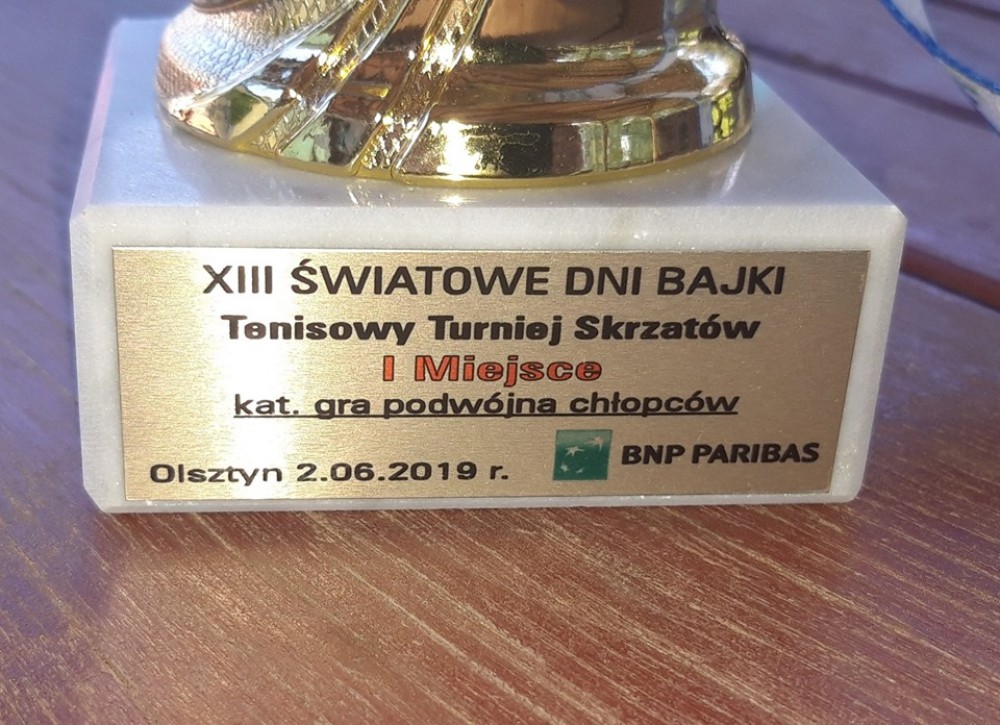 XIII ŚWIATOWE DNI BAJKI
Tenisowy Turniej Skrzatów
I Miejsce
kat. gra podwójna chłopców
BNP PARIBAS
Olsztyn 2.06.2019 r.